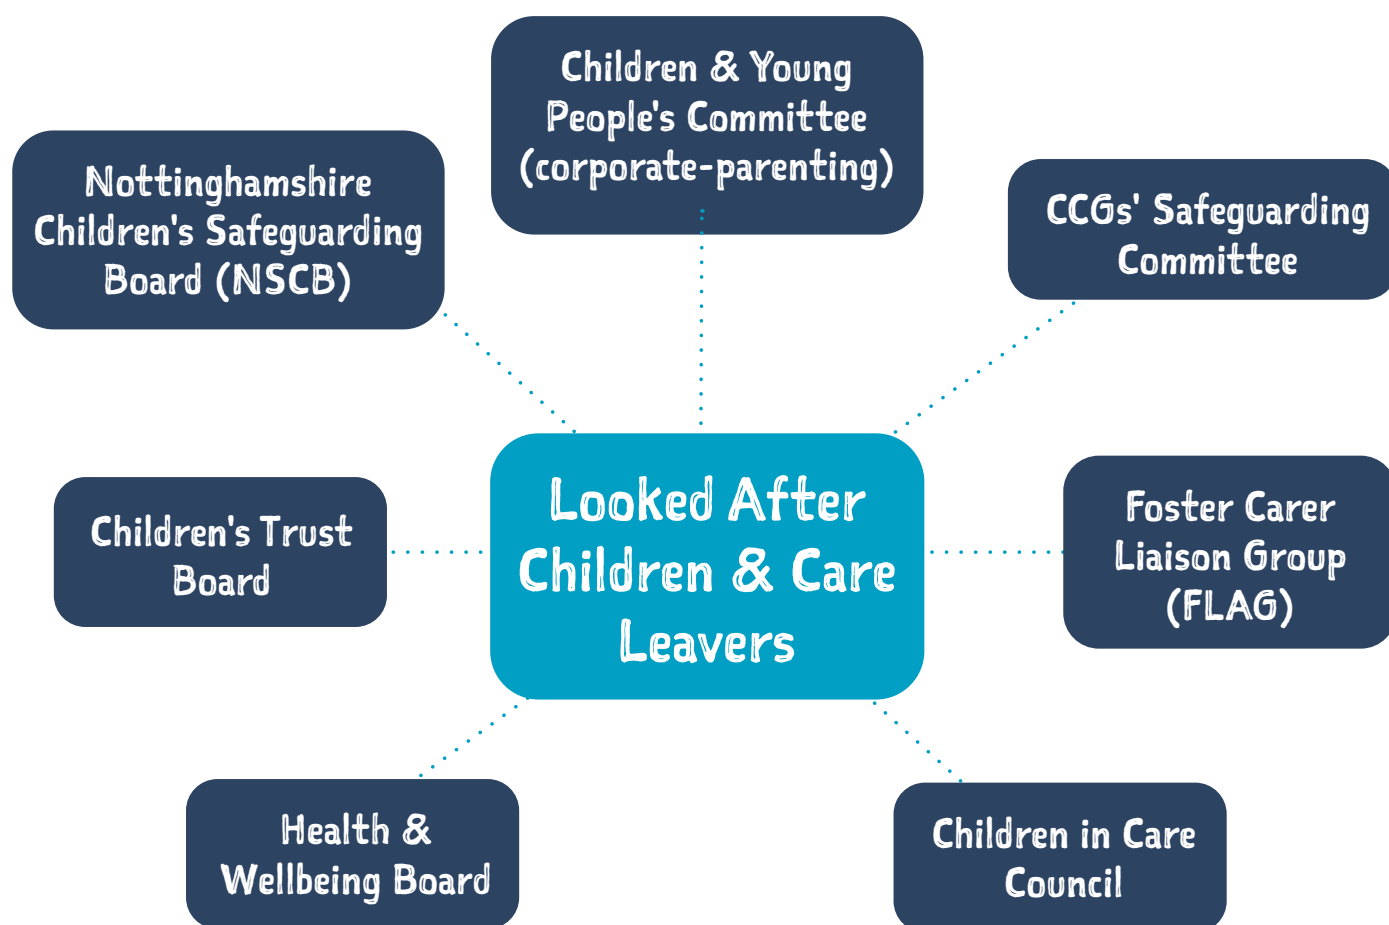 Children & Young
People's Committee
(corporate-parenting)
Nottinghamshire
Children's Safeguarding
Board (NSCB)
CCGs' Safeguarding
Committee
Looked After
Children & Care
Leavers
Children's Trust
Board
Foster Carer
Liaison Group
(FLAG)
Health &
Wellbeing Board
Children in Care
Council